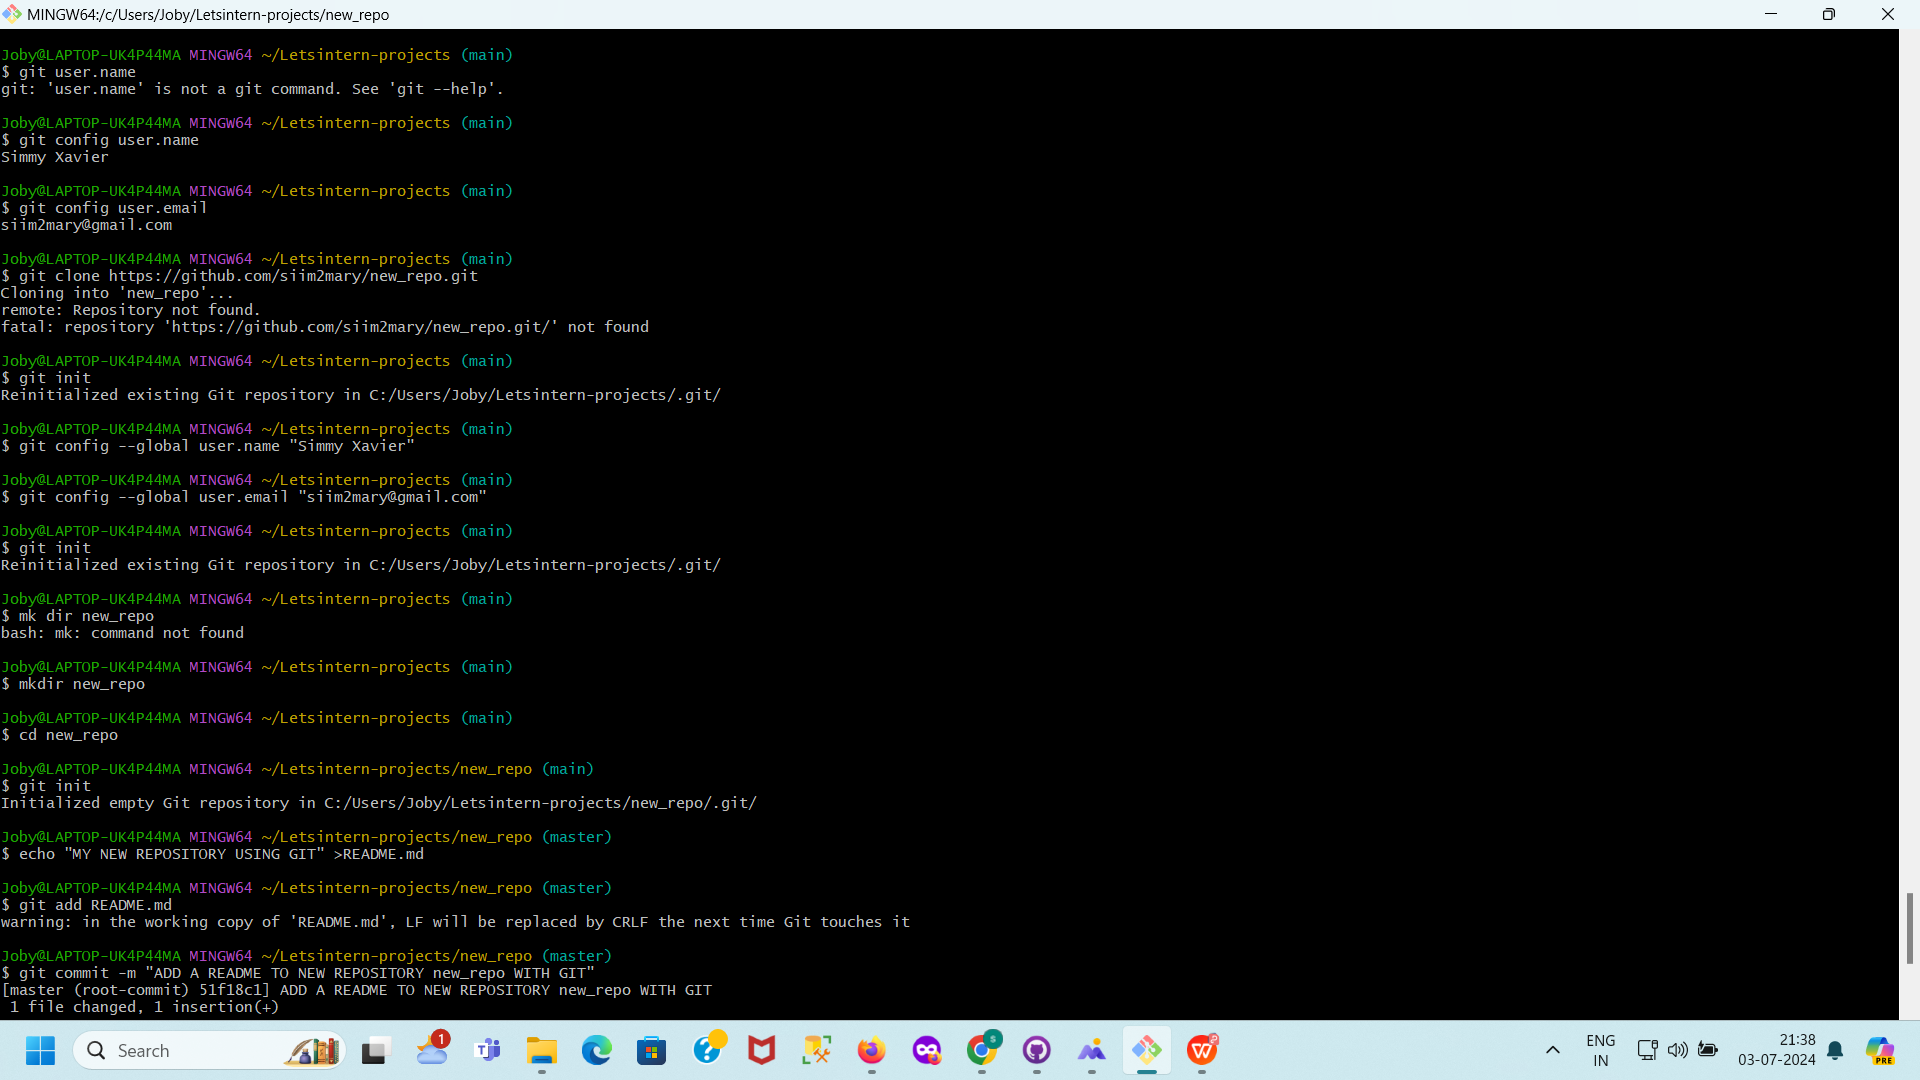 MINGW64:/c/Users/Joby/Letsintern-projects/new_repo
Joby@LAPTOP-UK4P44MA MINGW64 ~/Letsintern-projects (main)
$ git user.name
git: 'user.name' is not a git command. See 'git --help'.
Joby@LAPTOP-UK4P44MA MINGW64 ~/Letsintern-projects (main)
$ git config user.name
Simmy Xavier
Joby@LAPTOP-UK4P44MA MINGW64 ~/Letsintern-projects (main)
$ git config user.email
siim2mary@gmail.com
Joby@LAPTOP-UK4P44MA MINGW64 ~/Letsintern-projects (main)
$ git clone https://github.com/siim2mary/new_repo.git
Cloning into 'new_repo'...
remote: Repository not found.
fatal: repository 'https://github.com/siim2mary/new_repo.git/' not found
Joby@LAPTOP-UK4P44MA MINGW64 ~/Letsintern-projects (main)
$ git init
Reinitialized existing Git repository in C:/Users/Joby/Letsintern-projects/.git/
Joby@LAPTOP-UK4P44MA MINGW64 ~/Letsintern-projects (main)
$ git config --global user.name "Simmy Xavier"
Joby@LAPTOP-UK4P44MA MINGW64 ~/Letsintern-projects (main)
$ git config --global user.email "siim2mary@gmail.com"
Joby@LAPTOP-UK4P44MA MINGW64 ~/Letsintern-projects (main)
$ git init
Reinitialized existing Git repository in C:/Users/Joby/Letsintern-projects/.git/
Joby@LAPTOP-UK4P44MA MINGW64 ~/Letsintern-projects (main)
$ mk dir new_repo
bash: mk: command not found
Joby@LAPTOP-UK4P44MA MINGW64 ~/Letsintern-projects (main)
$ mkdir new_repo
Joby@LAPTOP-UK4P44MA MINGW64 ~/Letsintern-projects (main)
$ cd new_repo
Joby@LAPTOP-UK4P44MA MINGW64 ~/Letsintern-projects/new_repo (main)
$ git init
Initialized empty Git repository in C:/Users/Joby/Letsintern-projects/new_repo/.git/
Joby@LAPTOP-UK4P44MA MINGW64 ~/Letsintern-projects/new_repo (master)
$ echo "MY NEW REPOSITORY USING GIT" >README.md
Joby@LAPTOP-UK4P44MA MINGW64 ~/Letsintern-projects/new_repo (master)
$ git add README.md
warning: in the working copy of 'README.md', LF will be replaced by CRLF the next time Git touches it
Joby@LAPTOP-UK4P44MA MINGW64 ~/Letsintern-projects/new_repo (master)
$ git commit -m "ADD A README TO NEW REPOSITORY new_repo WITH GIT"
[master (root-commit) 51f18c1] ADD A README TO NEW REPOSITORY new_repo WITH GIT
1 file changed, 1 insertion(+)
Search
1
ENG
IN
21:38
03-07-2024
PRE